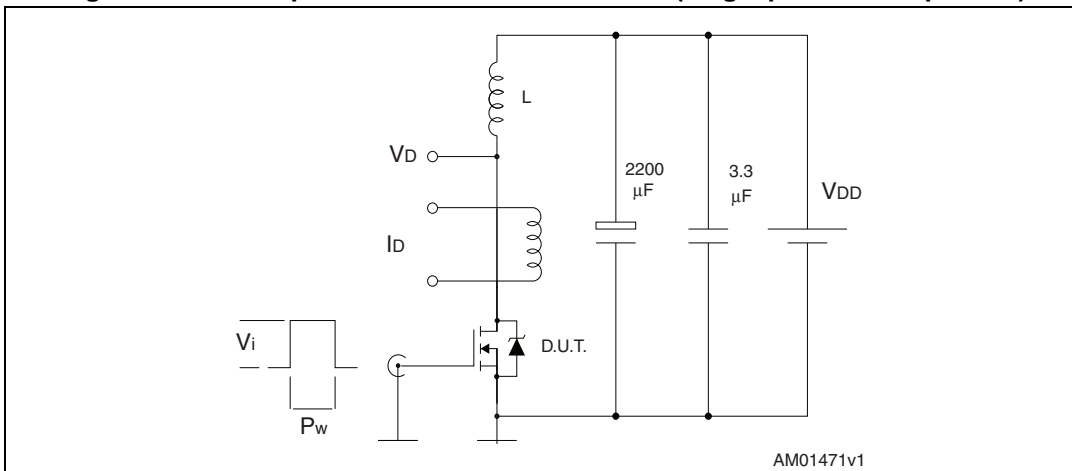 L
VD
2200
μF
3.3
μF
VDD
ID
Vi
D.U.T.
Pw
AM01471v1